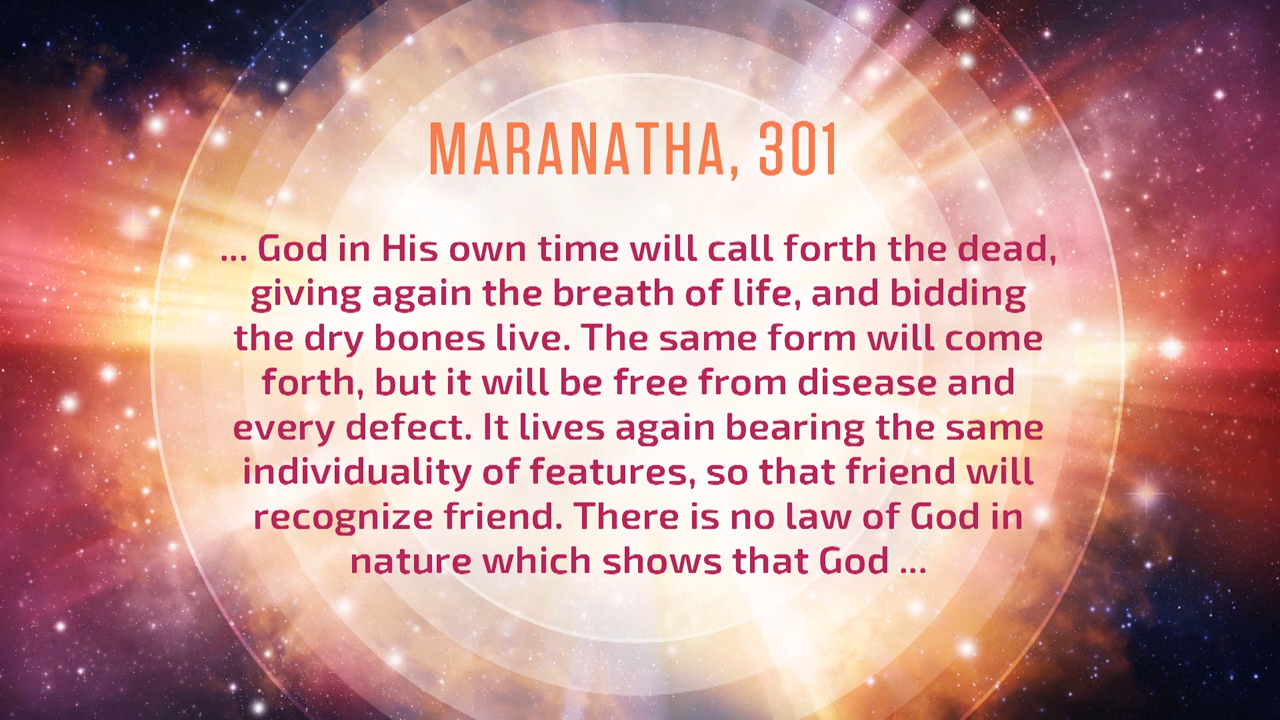 MARANATHA, 301
... God in His own time will call forth the dead,
giving again the breath of life, and bidding
the dry bones live. The same form will come
forth, but it will be free from disease and
every defect. It lives again bearing the same
individuality of features, so that friend will
recognize friend. There is no law of God in
nature which shows that God ...